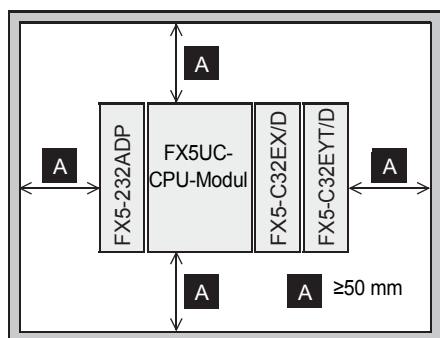 A
A
FX5-232ADP
FX5UC-
CPU-Modul
FX5-C32EX/D
FX5-C32EYT/D
A
A
A ≥50 mm